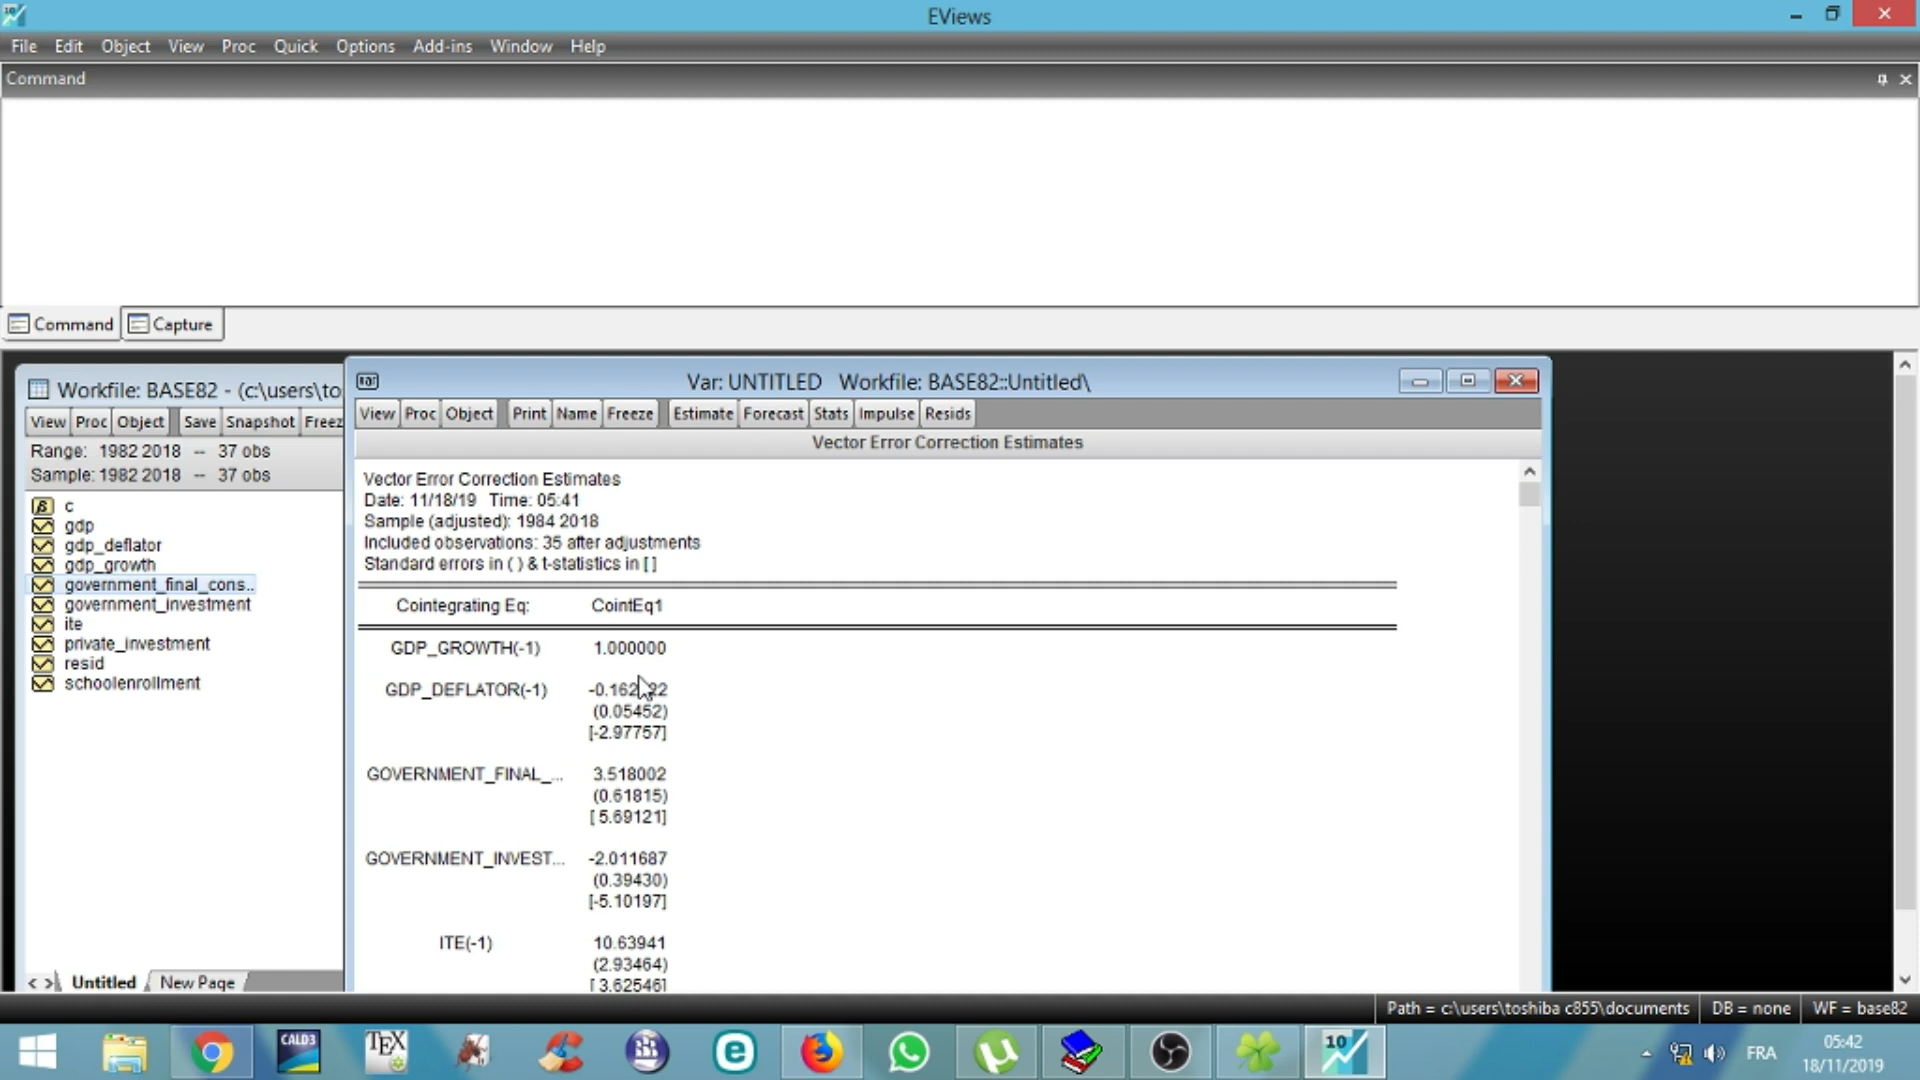 EViews
File Edit Object View Proc Quick Options Add-ins Window Help
Command
Command Capture
Workfile: BASE82 - (c:\users\to
View Proc Object Save Snapshot Freez
Range: 1982 2018 -- 37 obs
Sample: 1982 2018 -- 37 obs
c
gdp
gdp_deflator
gdp_growth
government_final_cons..
government_investment
ite
private_investment
resid
schoolenrollment
Untitled New Page
Var: UNTITLED Workfile: BASE82::Untitled\
View Proc Object Print Name Freeze Estimate Forecast Stats Impulse Resids
Vector Error Correction Estimates
Vector Error Correction Estimates
Date: 11/18/19 Time: 05:41
Sample (adjusted): 1984 2018
Included observations: 35 after adjustments
Standard errors in ( ) & t-statistics in [ ]
Cointegrating Eq: CointEq1
GDP_GROWTH(-1) 1.000000
GDP_DEFLATOR(-1)
(0.05452)
[-2.97757]
GOVERNMENT_FINAL_... 3.518002
(0.61815)
[ 5.69121]
GOVERNMENT_INVEST... -2.011687
(0.39430)
[-5.10197]
ITE(-1) 10.63941
(2.93464)
[ 3.62546]
Path = c:\users\toshiba c855\documents DB = none WF = base82
CALD3
TEX
10
FRA
05:42
18/11/2019